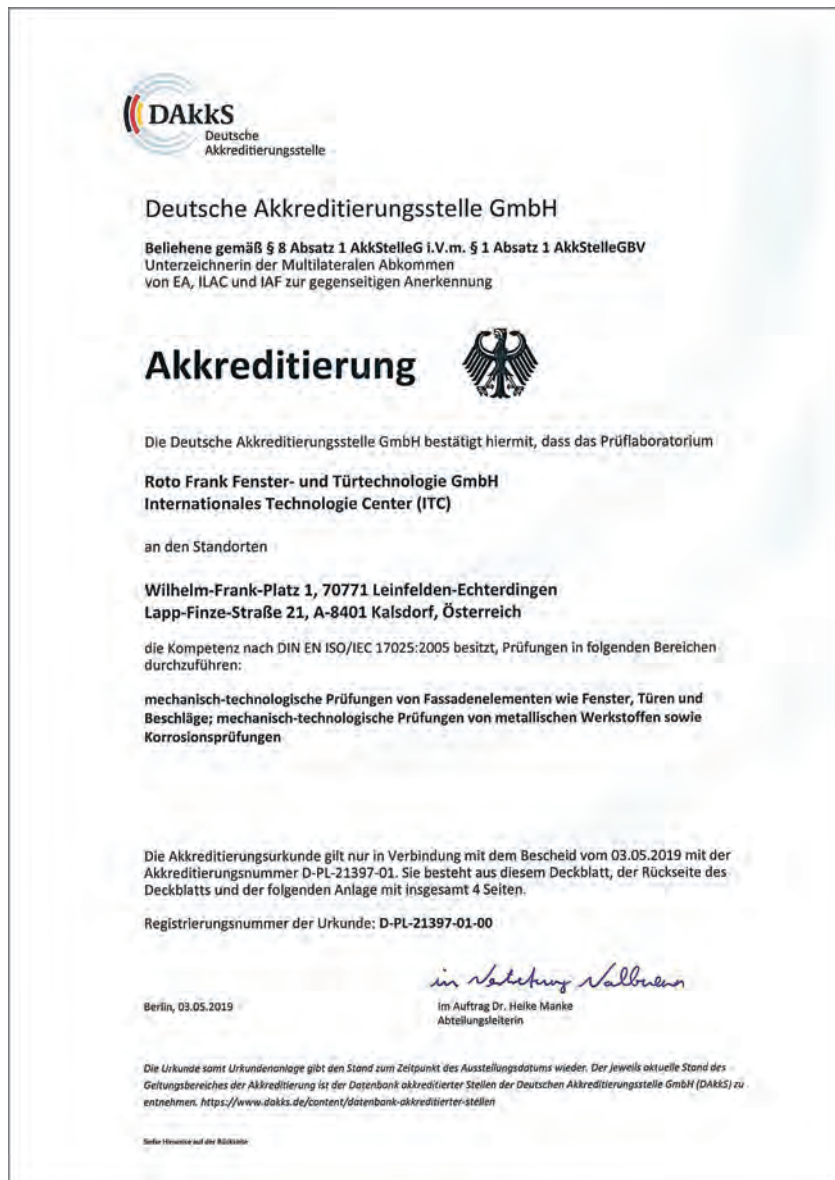 DAkkS
Deutsche
Akkreditierungsstelle
Deutsche Akkreditierungsstelle GmbH
Beliehene gemäß § 8 Absatz 1 AkkStelleG i.V.m. § 1 Absatz 1 AkkStelleGBV
Unterzeichnerin der Multilateralen Abkommen
von EA, ILAC und IAF zur gegenseitigen Anerkennung
Akkreditierung
Die Deutsche Akkreditierungsstelle GmbH bestätigt hiermit, dass das Prüflaboratorium
Roto Frank Fenster- und Türtechnologie GmbH
Internationales Technologie Center (ITC)
an den Standorten
Wilhelm-Frank-Platz 1, 70771 Leinfelden-Echterdingen
Lapp-Finze-Straße 21, A-8401 Kalsdorf, Österreich
die Kompetenz nach DIN EN ISO/IEC 17025:2005 besitzt, Prüfungen in folgenden Bereichen
durchzuführen:
mechanisch-technologische Prüfungen von Fassadenelementen wie Fenster, Türen und
Beschläge; mechanisch-technologische Prüfungen von metallischen Werkstoffen sowie
Korrosionsprüfungen
Die Akkreditierungsurkunde gilt nur in Verbindung mit dem Bescheid vom 03.05.2019 mit der
Akkreditierungsnummer D-PL-21397-01. Sie besteht aus diesem Deckblatt, der Rückseite des
Deckblatts und der folgenden Anlage mit insgesamt 4 Seiten.
Registrierungsnummer der Urkunde: D-PL-21397-01-00
in Vertretung
Berlin, 03.05.2019
Im Auftrag Dr. Heike Manke
Abteilungsleiterin
Die Urkunde samt Urkundenanlage gibt den Stand zum Zeitpunkt des Ausstellungsdatums wieder. Der jeweils aktuelle Stand des
Geltungsbereiches der Akkreditierung ist der Datenbank akkreditierter Stellen der Deutschen Akkreditierungsstelle GmbH (DAkkS) zu
entnehmen. https://www.dakks.de/content/datenbank-akkreditierter-stellen
Siehe Hinweise auf der Rückseite